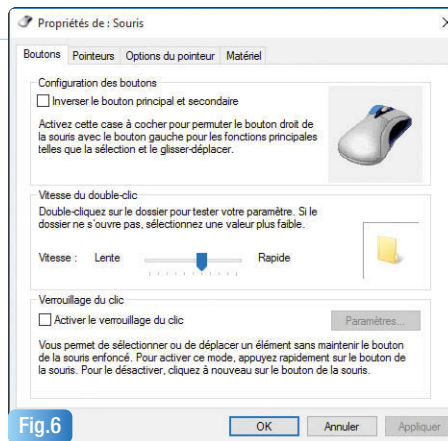 Propriétés de : Souris
Boutons Pointeurs Options du pointeur Matériel
Configuration des boutons
Inverser le bouton principal et secondaire
Activez cette case à cocher pour permuter le bouton droit de
la souris avec le bouton gauche pour les fonctions principales
telles que la sélection et le glisser-déplacer.
Vitesse du double-clic
Double-cliquez sur le dossier pour tester votre paramètre. Si le
dossier ne s'ouvre pas, sélectionnez une valeur plus faible.
Vitesse : Lente Rapide
Verrouillage du clic
Activer le verrouillage du clic Paramètres...
Vous permet de sélectionner ou de déplacer un élément sans maintenir le bouton
de la souris enfoncé. Pour activer ce mode, appuyez rapidement sur le bouton de
la souris. Pour le désactiver, cliquez à nouveau sur le bouton de la souris.
Fig.6
OK Annuler Appliquer